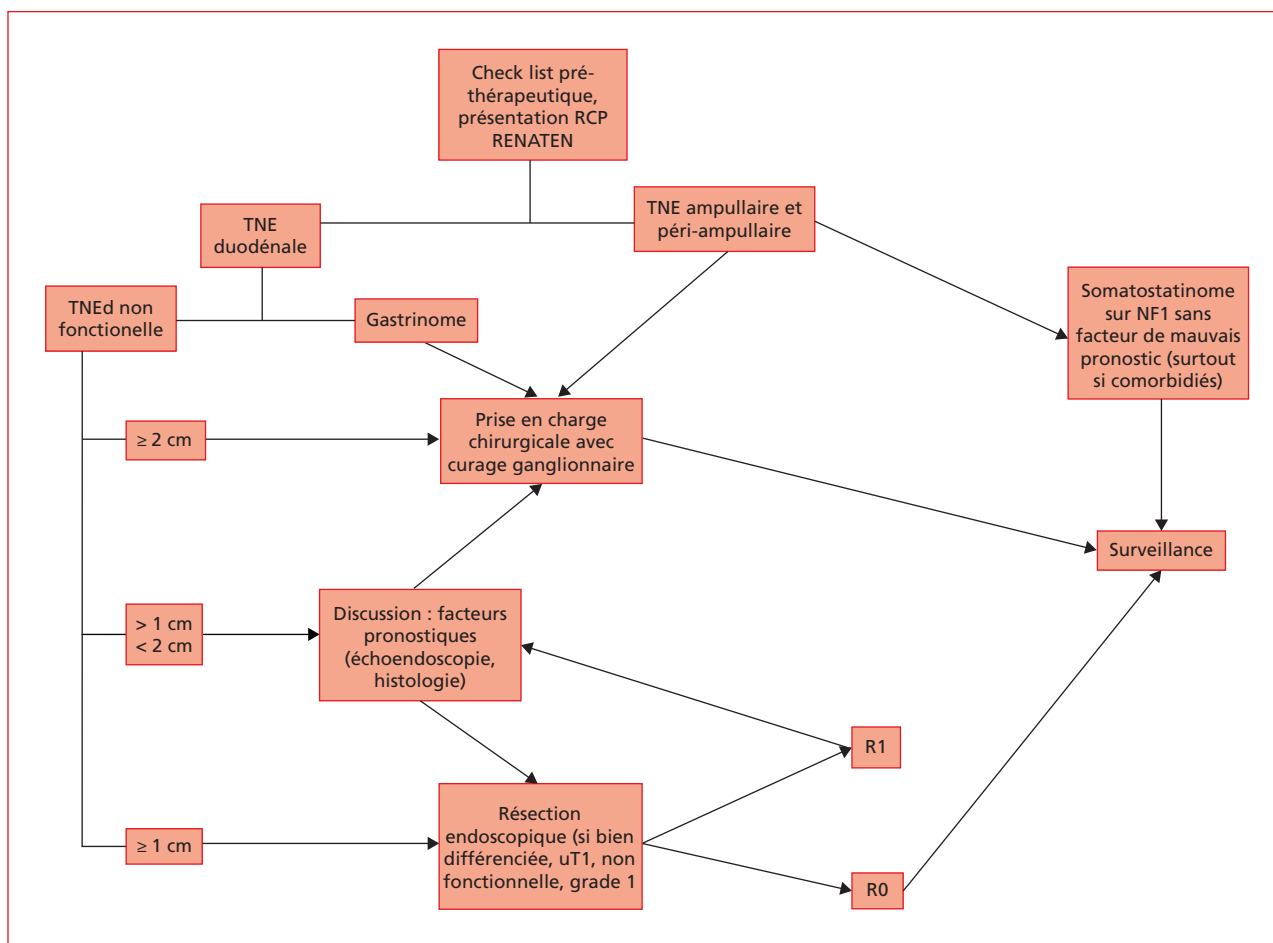 Check list pré-
thérapeutique,
présentation RCP
RENATEN
TNE
duodénale
TNE ampullaire et
péri-ampullaire
TNEd non
fonctionelle
Gastrinome
Somatostatinome
sur NF1 sans
facteur de mauvais
pronostic (surtout
si comorbidiés)
≥ 2 cm
Prise en charge
chirurgicale avec
curage ganglionnaire
Surveillance
> 1 cm
< 2 cm
Discussion : facteurs
pronostiques
(échoendoscopie,
histologie)
R1
≥ 1 cm
Résection
endoscopique (si bien
différenciée, uT1, non
fonctionnelle, grade 1
R0